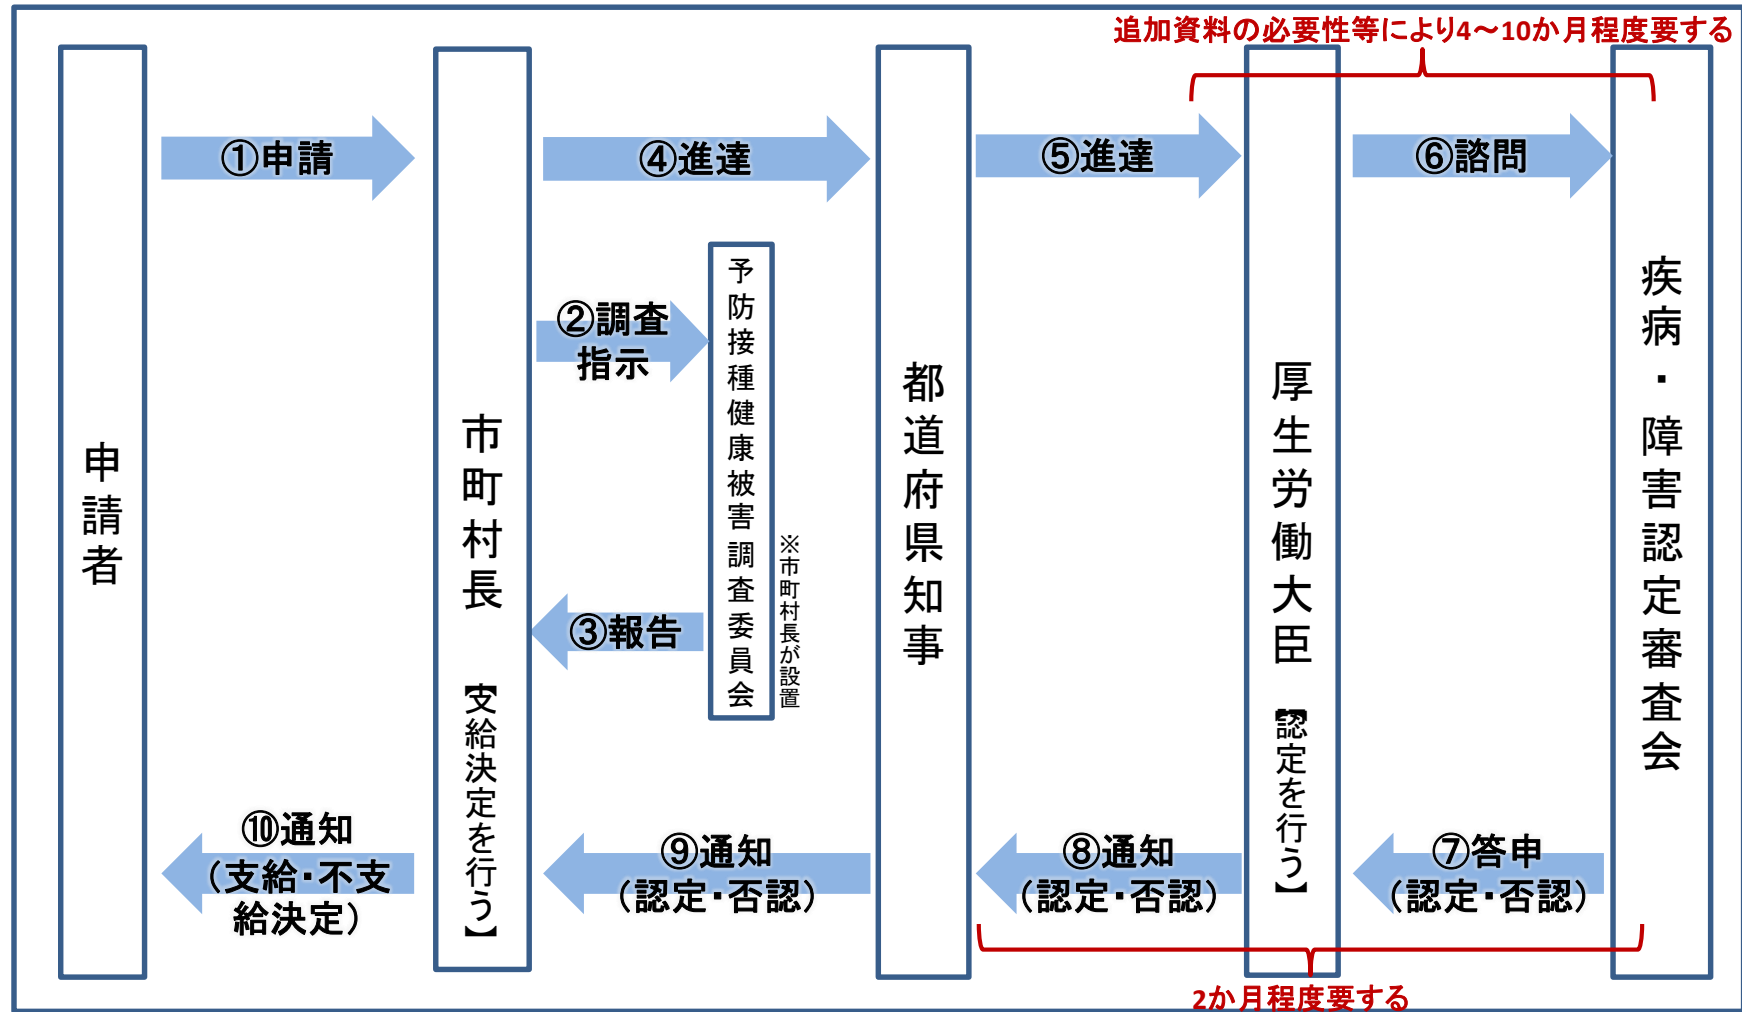 追加資料の必要性等により4～10か月程度要する
①申請
④進達
⑤進達
⑥諮問
申請者
市町村長 【支給決定を行う】
②調査
指示
予防接種健康被害調査委員会
※市町村長が設置
③報告
都道府県知事
厚生労働大臣 【認定を行う】
疾病・障害認定審査会
⑩通知
（支給・不支
給決定）
⑨通知
（認定・否認）
⑧通知
（認定・否認）
⑦答申
（認定・否認）
2か月程度要する